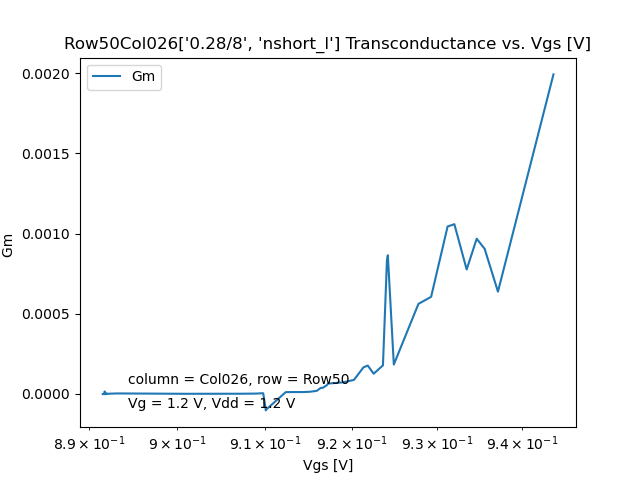 Row50Col026['0.28/8', 'nshort_l'] Transconductance vs. Vgs [V]
Gm
0.0020
0.0015
0.0010
0.0005
0.0000
Gm
column = Col026, row = Row50
Vg = 1.2 V, Vdd = 1.2 V
8.9 × 10⁻¹ 9 × 10⁻¹ 9.1 × 10⁻¹ 9.2 × 10⁻¹ 9.3 × 10⁻¹ 9.4 × 10⁻¹
Vgs [V]